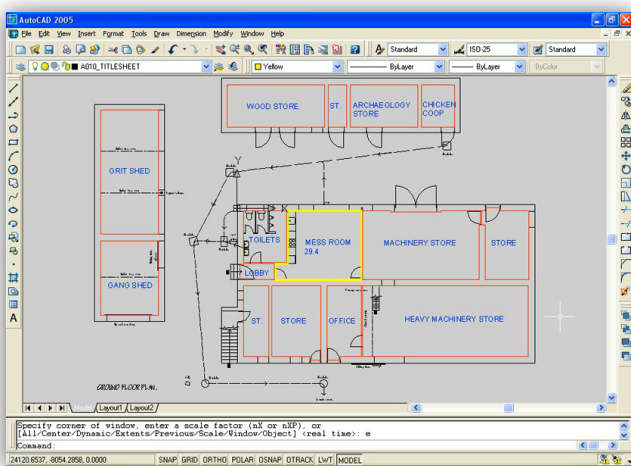 AutoCAD 2005
File Edit View Insert Format Tools Draw Dimension Modify Window Help
Standard ISO-25 Standard
A010_TITLESHEET Yellow ByLayer ByLayer ByColor
WOOD STORE ST. ARCHAEOLOGY STORE CHICKEN COOP
GRIT SHED
TOILETS MESS ROOM 29.4 MACHINERY STORE STORE
LOBBY
GANG SHED
ST. STORE OFFICE HEAVY MACHINERY STORE
GROUND FLOOR PLAN.
Model Layout1 Layout2
Specify corner of window, enter a scale factor (nX or nXP), or
[All/Center/Dynamic/Extents/Previous/Scale/Window/Object] <real time>: e
Command:
24120.6537, -8054.2858, 0.0000 SNAP GRID ORTHO POLAR OSNAP OTRACK LWT MODEL